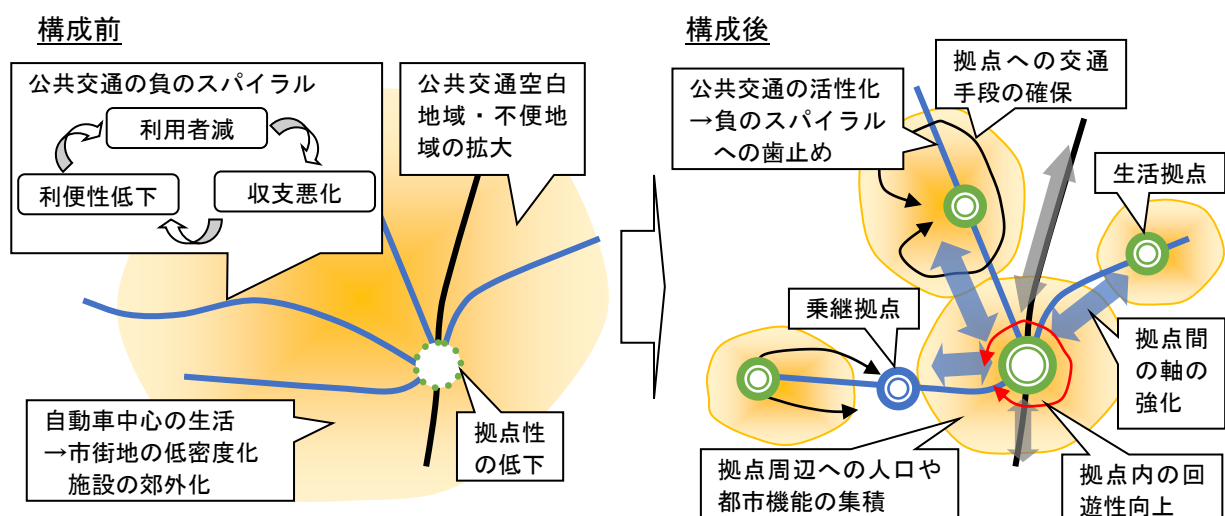 構成前
公共交通の負のスパイラル
利用者減
利便性低下
収支悪化
公共交通空白
地域・不便地
域の拡大
自動車中心の生活
→市街地の低密度化
施設の郊外化
拠点性
の低下
構成後
公共交通の活性化
→負のスパイラル
への歯止め
拠点への交通
手段の確保
生活拠点
乗継拠点
拠点間
の軸の
強化
拠点周辺への人口や
都市機能の集積
拠点内の回
遊性向上